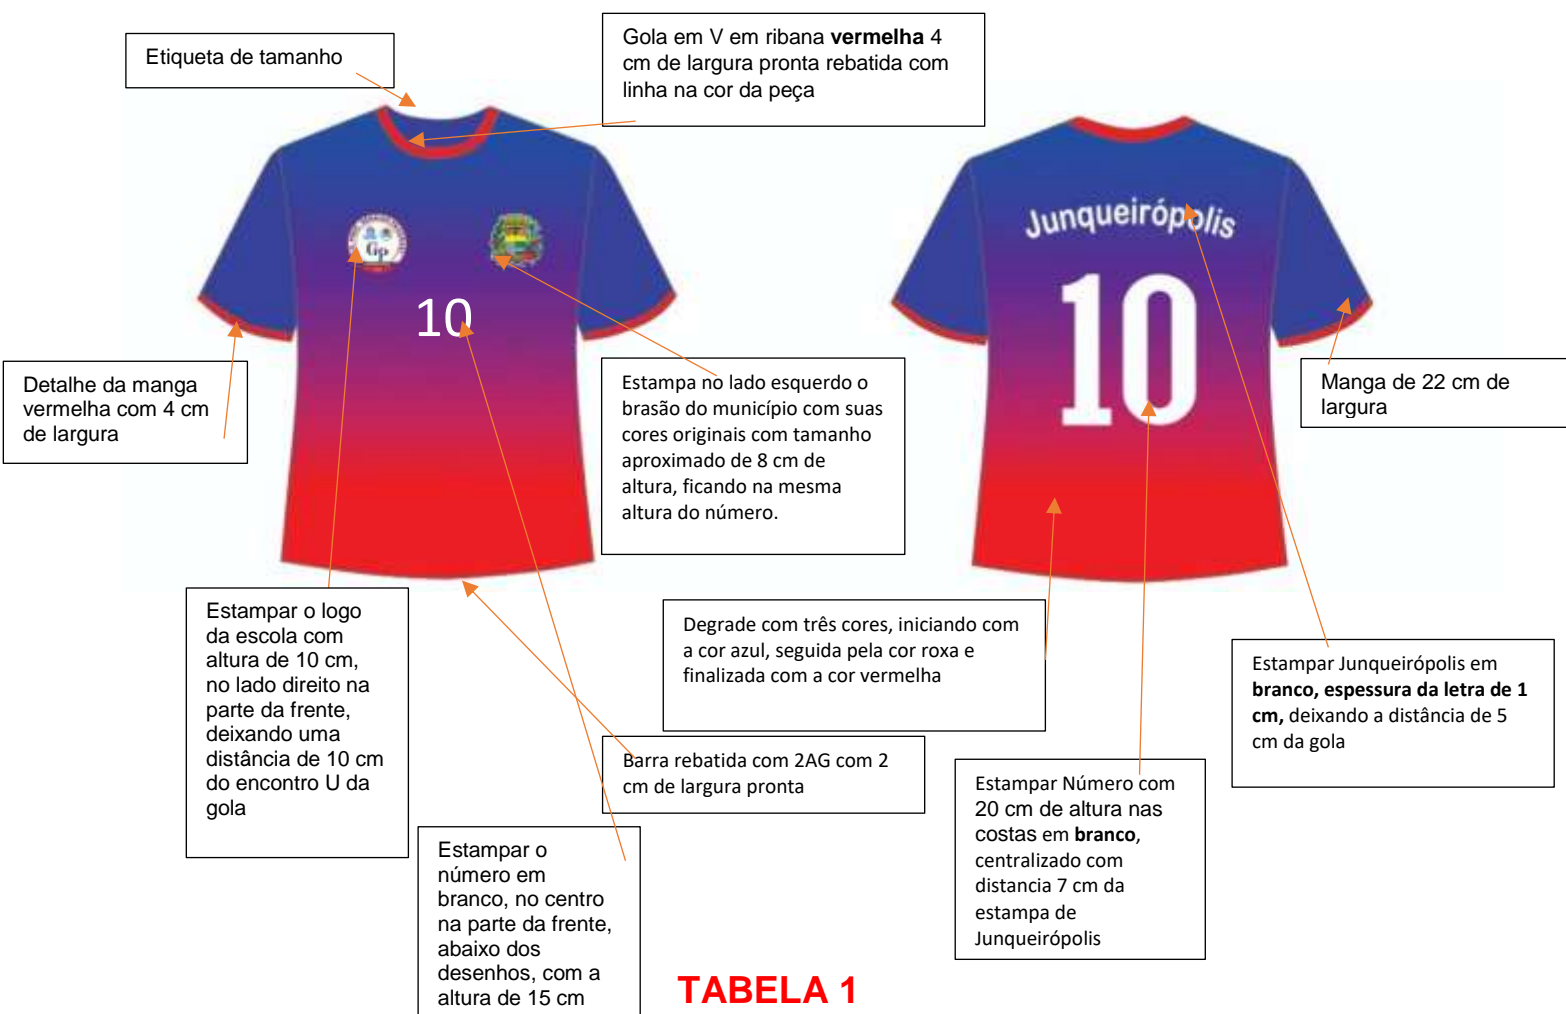 Etiqueta de tamanho
Gola em V em ribana vermelha 4
cm de largura pronta rebatida com
linha na cor da peça
Gp
10
Junqueirópolis
10
Detalhe da manga
vermelha com 4 cm
de largura
Estampa no lado esquerdo o
brasão do município com suas
cores originais com tamanho
aproximado de 8 cm de
altura, ficando na mesma
altura do número.
Manga de 22 cm de
largura
Estampar o logo
da escola com
altura de 10 cm,
no lado direito na
parte da frente,
deixando uma
distância de 10 cm
do encontro U da
gola
Degrade com três cores, iniciando com
a cor azul, seguida pela cor roxa e
finalizada com a cor vermelha
Estampar Junqueirópolis em
branco, espessura da letra de 1
cm, deixando a distância de 5
cm da gola
Barra rebatida com 2AG com 2
cm de largura pronta
Estampar Número com
20 cm de altura nas
costas em branco,
centralizado com
distancia 7 cm da
estampa de
Junqueirópolis
Estampar o
número em
branco, no centro
na parte da frente,
abaixo dos
desenhos, com a
altura de 15 cm
TABELA 1